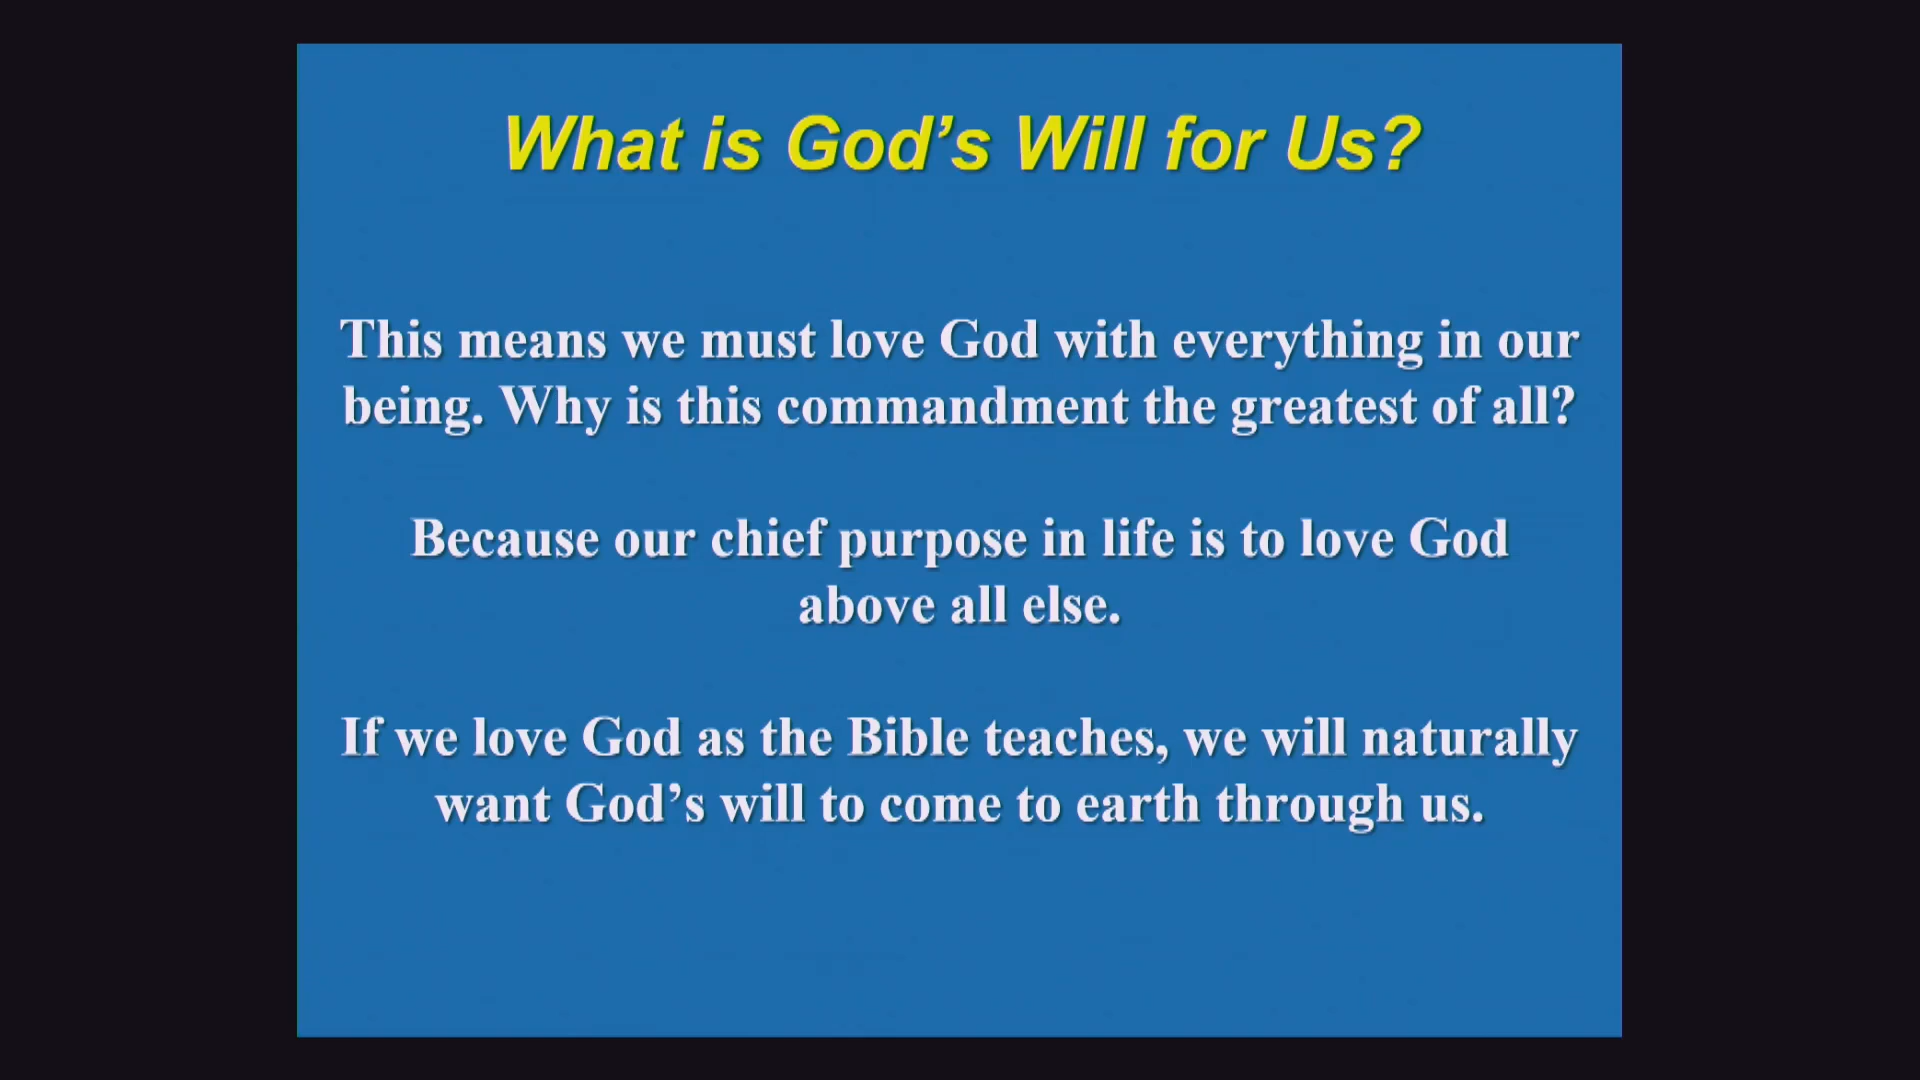 What is God’s Will for Us?
This means we must love God with everything in our
being. Why is this commandment the greatest of all?
Because our chief purpose in life is to love God
above all else.
If we love God as the Bible teaches, we will naturally
want God’s will to come to earth through us.